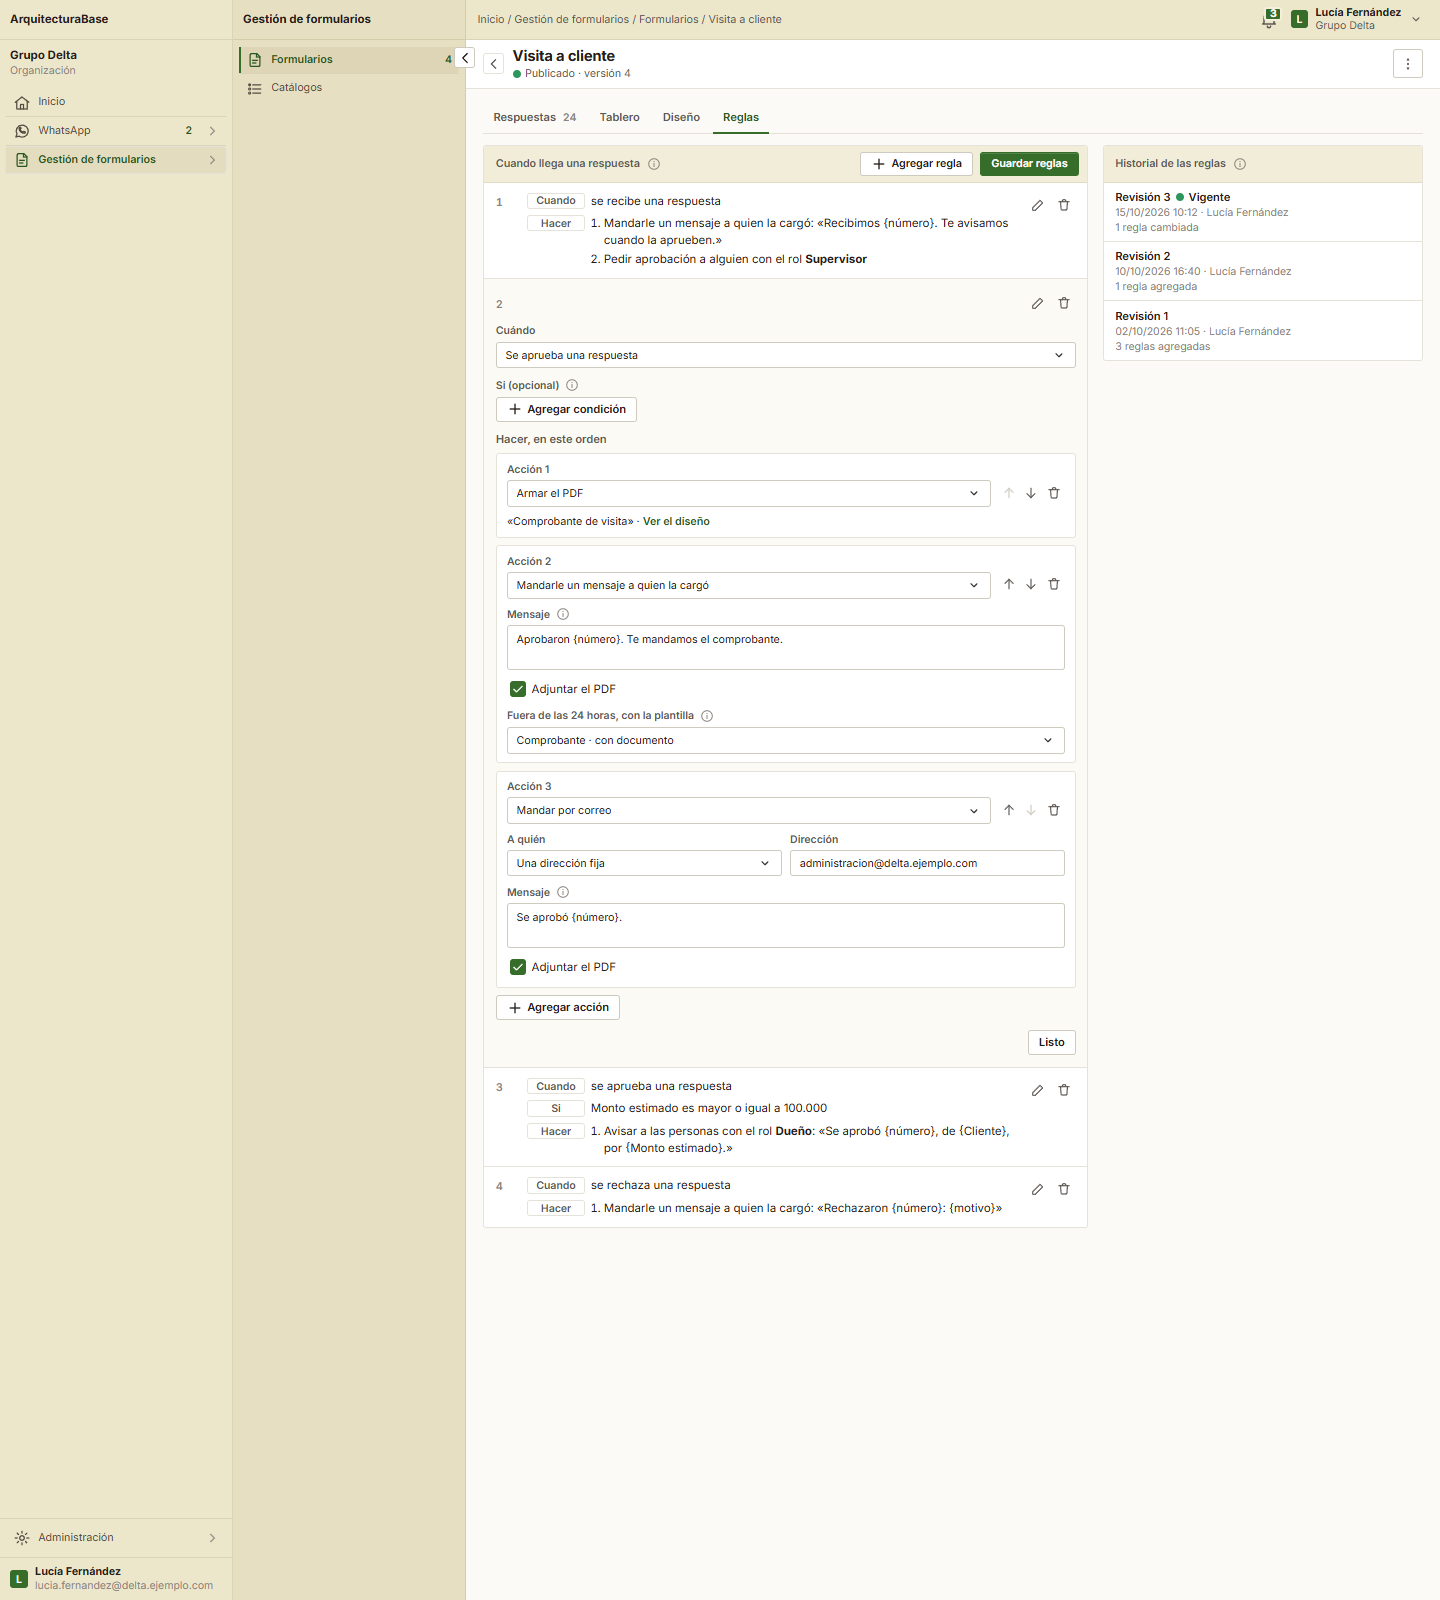 ArquitecturaBase
Grupo Delta
Organización
Inicio
WhatsApp 2
Gestión de formularios
Administración
L
Lucía Fernández
lucia.fernandez@delta.ejemplo.com
Gestión de formularios
Formularios 4
Catálogos
Inicio / Gestión de formularios / Formularios / Visita a cliente
3
L
Lucía Fernández
Grupo Delta
Visita a cliente
Publicado · versión 4
Respuestas 24 Tablero Diseño Reglas
Cuando llega una respuesta
Agregar regla
Guardar reglas
1
Cuando se recibe una respuesta
Hacer 1. Mandarle un mensaje a quien la cargó: «Recibimos {número}. Te avisamos
cuando la aprueben.»
2. Pedir aprobación a alguien con el rol Supervisor
2
Cuándo
Se aprueba una respuesta
Si (opcional)
Agregar condición
Hacer, en este orden
Acción 1
Armar el PDF
«Comprobante de visita» · Ver el diseño
Acción 2
Mandarle un mensaje a quien la cargó
Mensaje
Aprobaron {número}. Te mandamos el comprobante.
Adjuntar el PDF
Fuera de las 24 horas, con la plantilla
Comprobante · con documento
Acción 3
Mandar por correo
A quién Dirección
Una dirección fija administracion@delta.ejemplo.com
Mensaje
Se aprobó {número}.
Adjuntar el PDF
Agregar acción
Listo
3
Cuando se aprueba una respuesta
Si Monto estimado es mayor o igual a 100.000
Hacer 1. Avisar a las personas con el rol Dueño: «Se aprobó {número}, de {Cliente},
por {Monto estimado}.»
4
Cuando se rechaza una respuesta
Hacer 1. Mandarle un mensaje a quien la cargó: «Rechazaron {número}: {motivo}»
Historial de las reglas
Revisión 3 Vigente
15/10/2026 10:12 · Lucía Fernández
1 regla cambiada
Revisión 2
10/10/2026 16:40 · Lucía Fernández
1 regla agregada
Revisión 1
02/10/2026 11:05 · Lucía Fernández
3 reglas agregadas